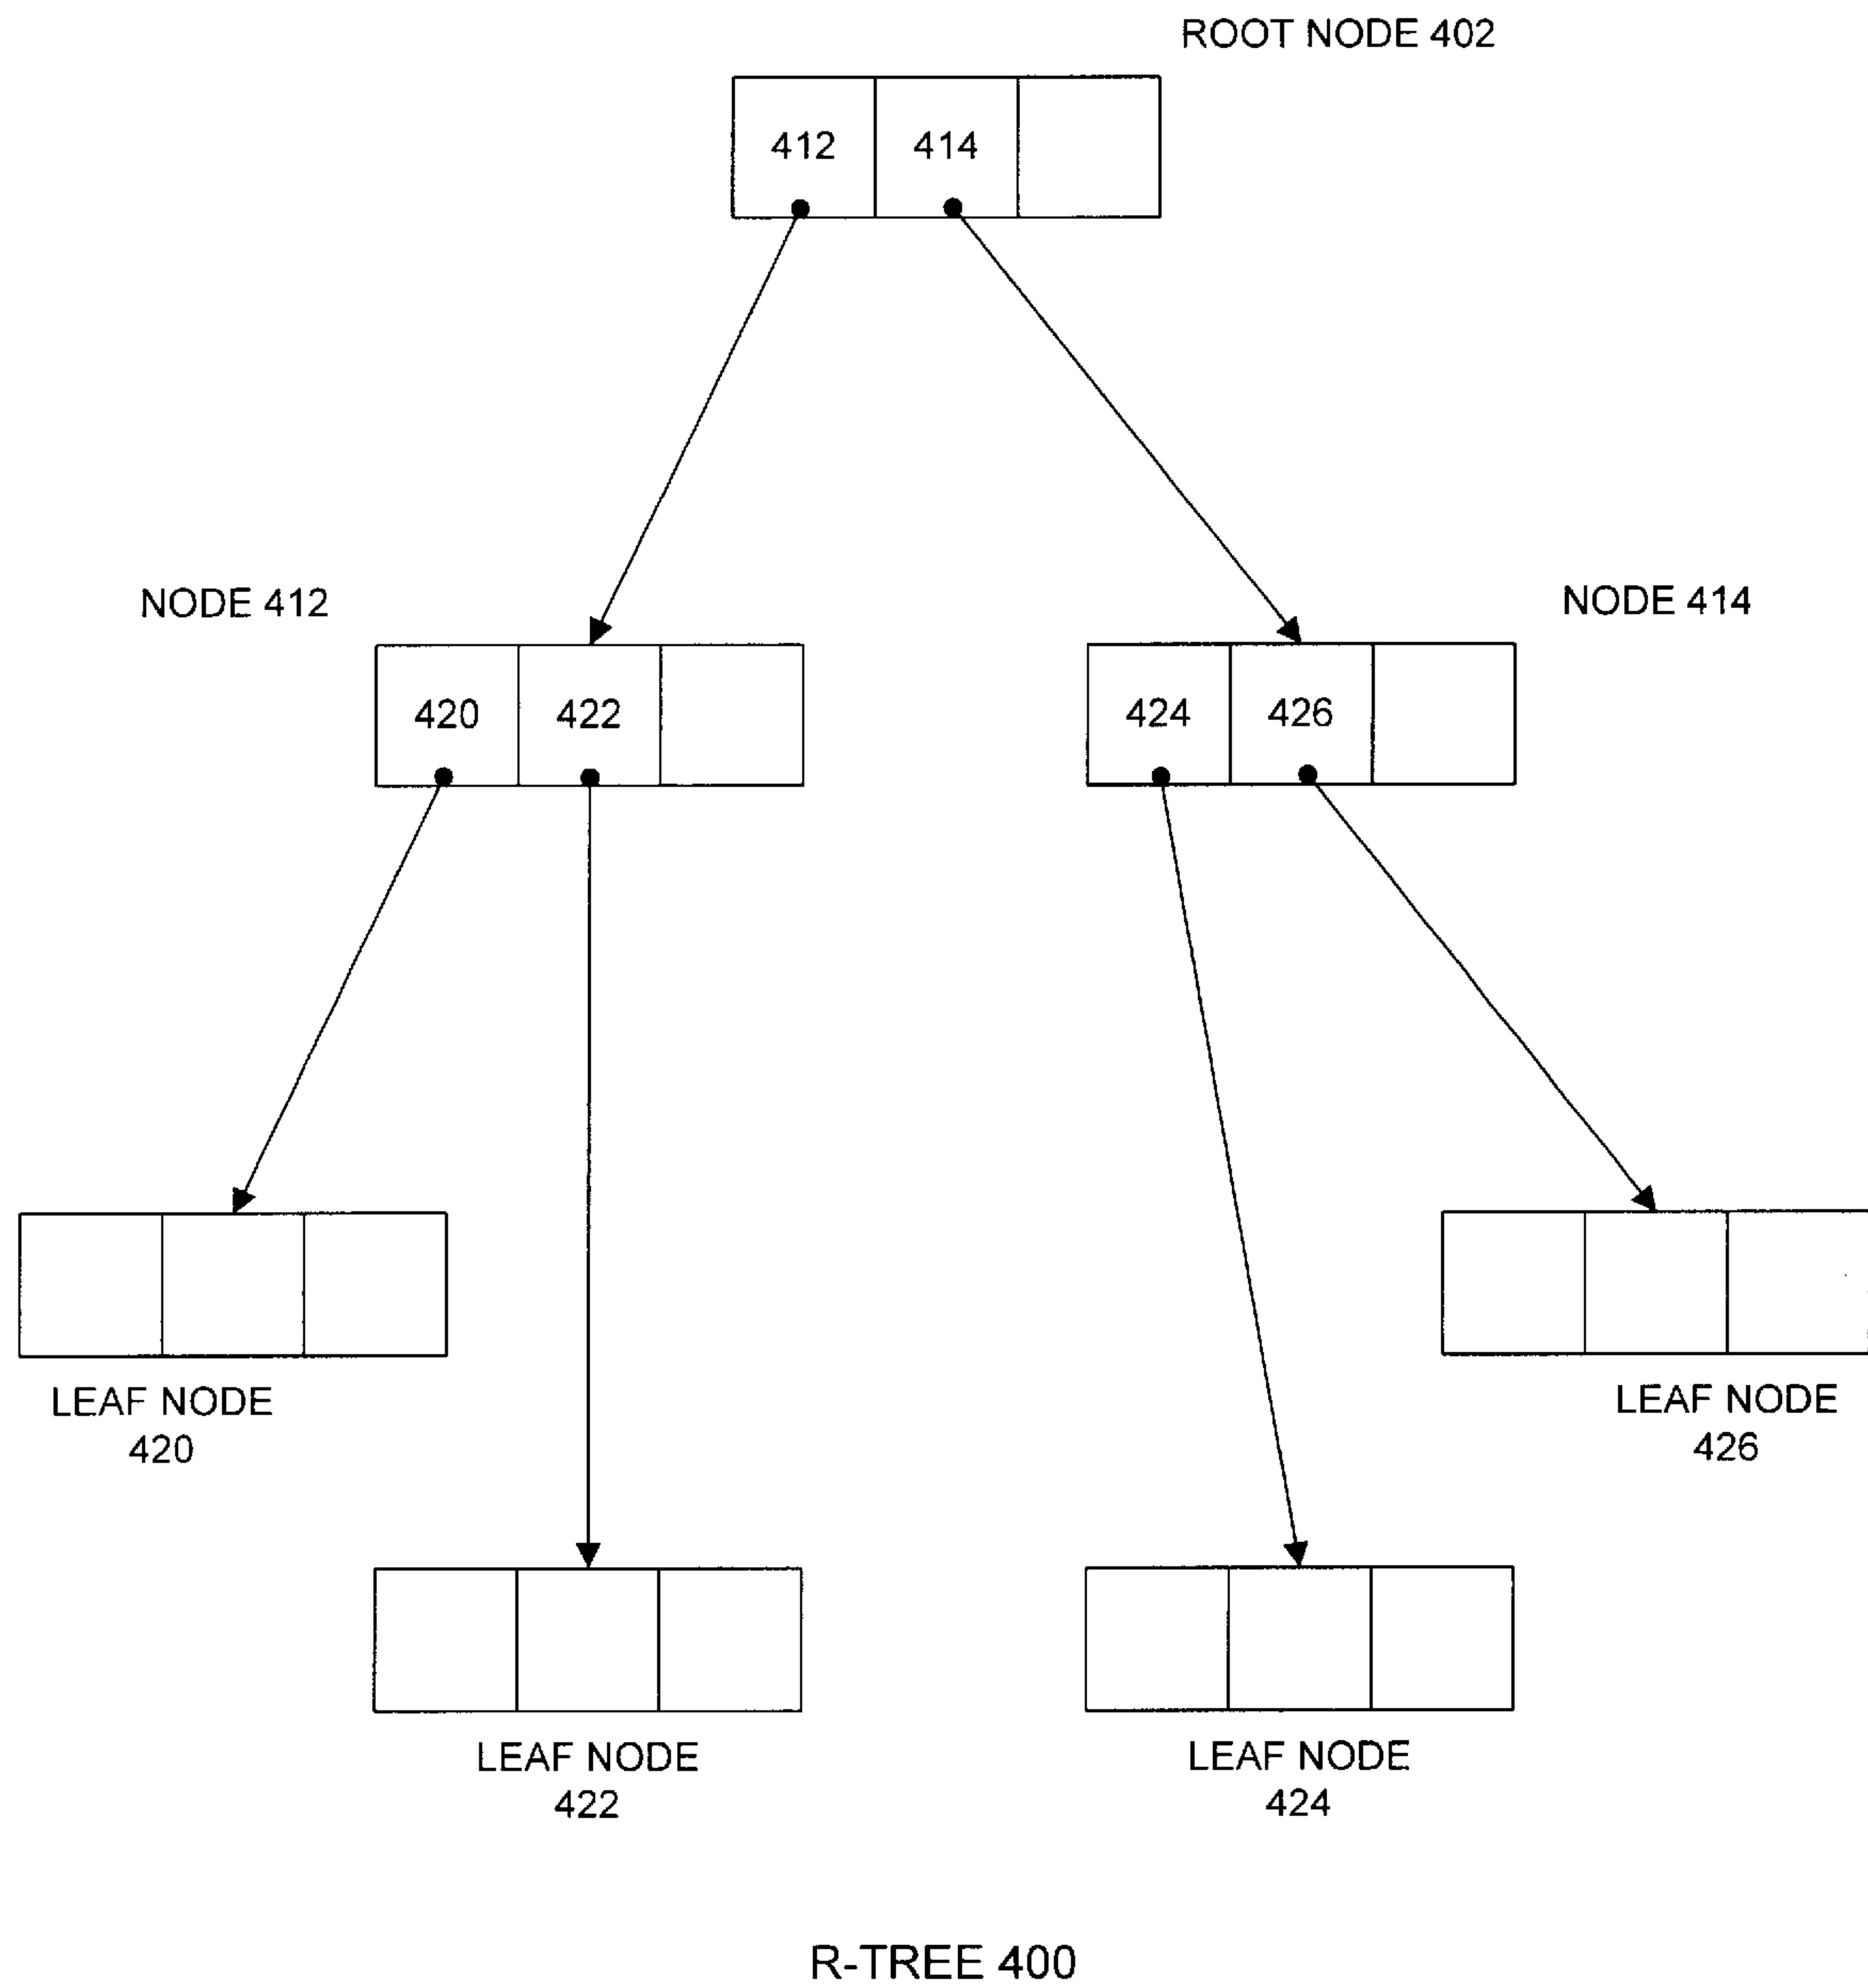 ROOT NODE 402
412 414
NODE 412
NODE 414
420 422
424 426
LEAF NODE
420
LEAF NODE
426
LEAF NODE
422
LEAF NODE
424
R-TREE 400